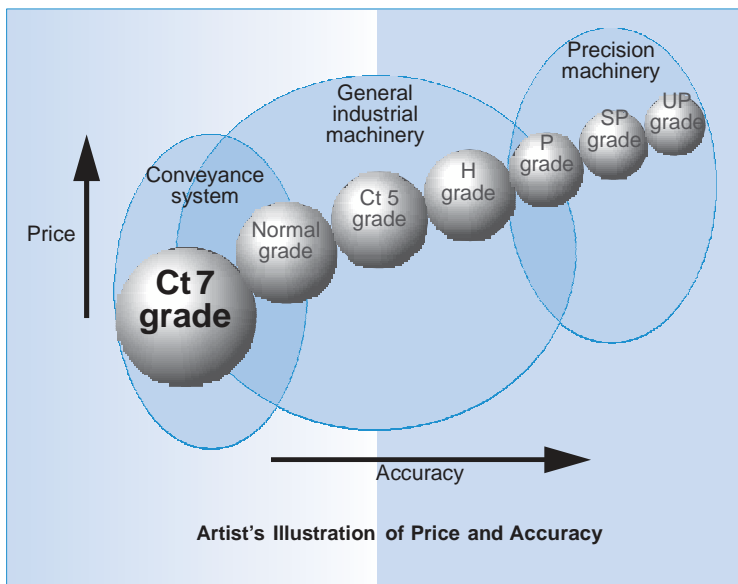 Precision
machinery
General
industrial
machinery
UP
grade
SP
grade
P
grade
H
grade
Conveyance
system
Ct 5
grade
Normal
grade
Price
Ct 7
grade
Accuracy
Artist's Illustration of Price and Accuracy